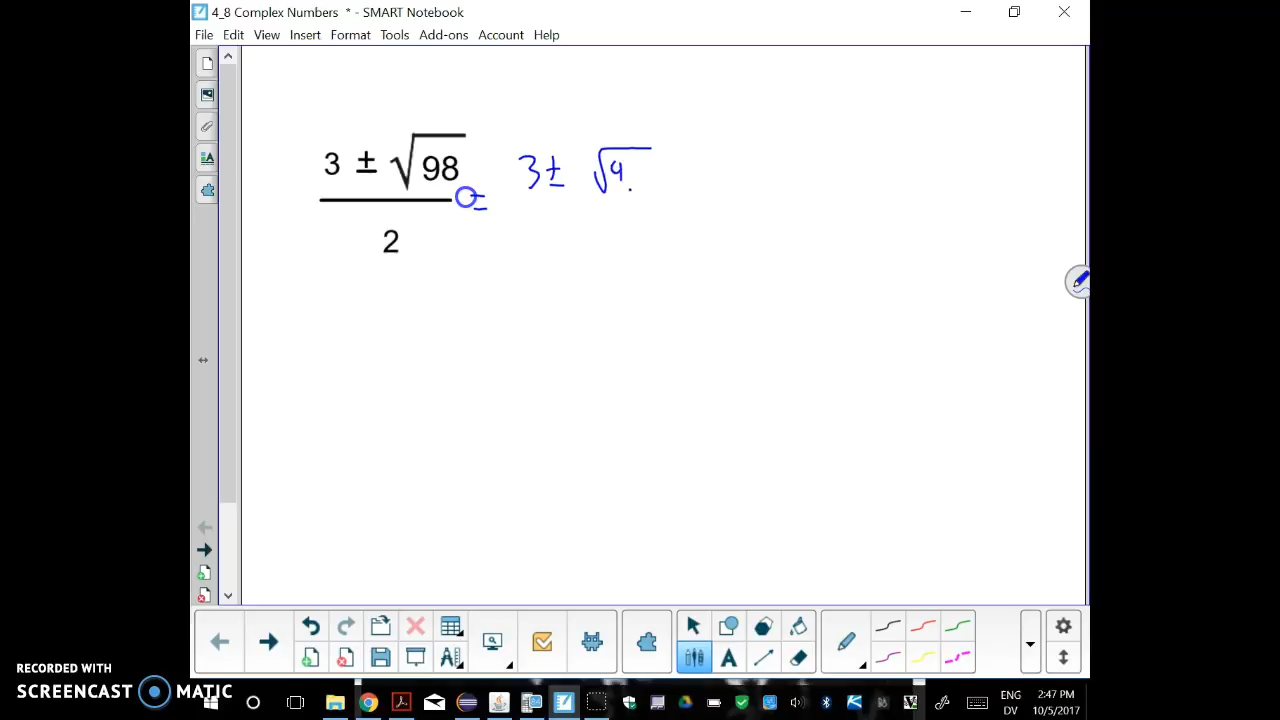 4_8 Complex Numbers * - SMART Notebook
File Edit View Insert Format Tools Add-ons Account Help
3 ± √98
2
= 3 ± √9.
RECORDED WITH
SCREENCAST MATIC
ENG
DV
2:47 PM
10/5/2017